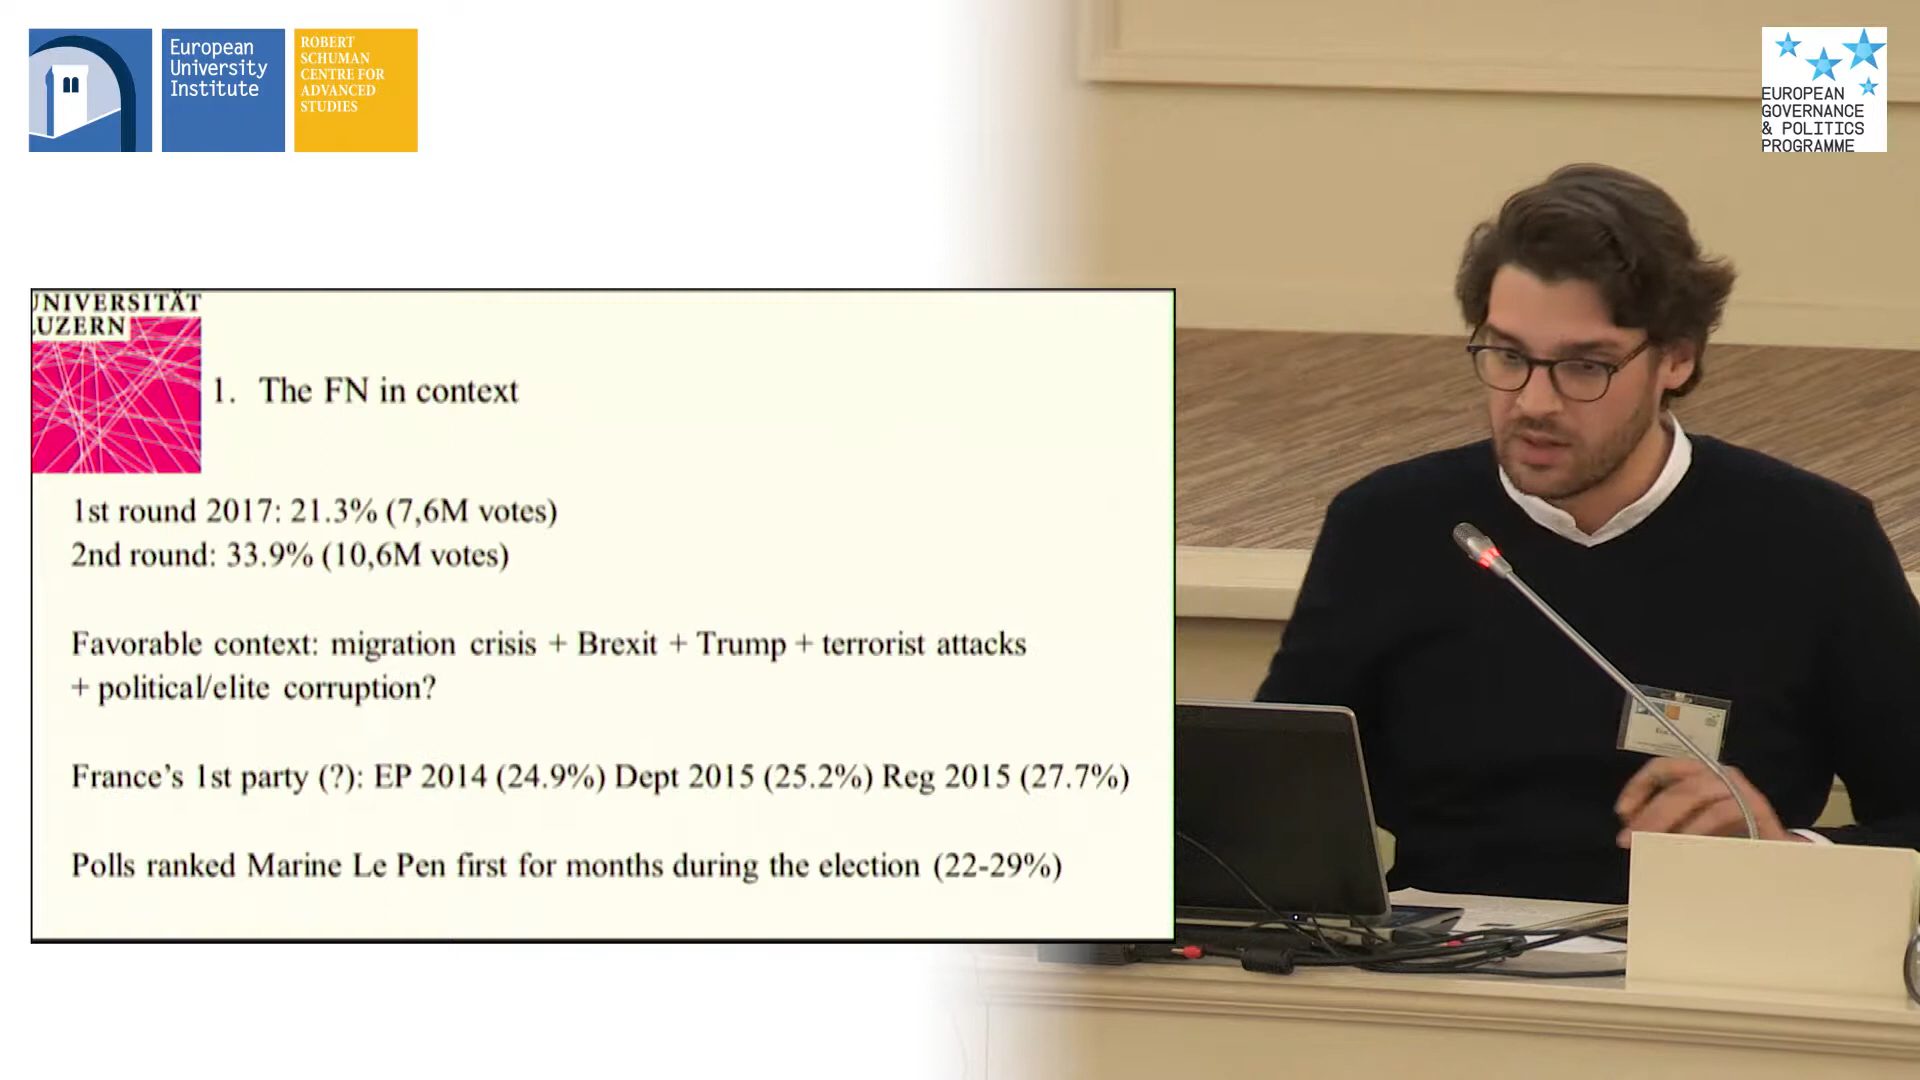 European
University
Institute
ROBERT
SCHUMAN
CENTRE FOR
ADVANCED
STUDIES
EUROPEAN
GOVERNANCE
& POLITICS
PROGRAMME
UNIVERSITÄT
LUZERN
1. The FN in context
1st round 2017: 21.3% (7,6M votes)
2nd round: 33.9% (10,6M votes)
Favorable context: migration crisis + Brexit + Trump + terrorist attacks
+ political/elite corruption?
France's 1st party (?): EP 2014 (24.9%) Dept 2015 (25.2%) Reg 2015 (27.7%)
Polls ranked Marine Le Pen first for months during the election (22-29%)